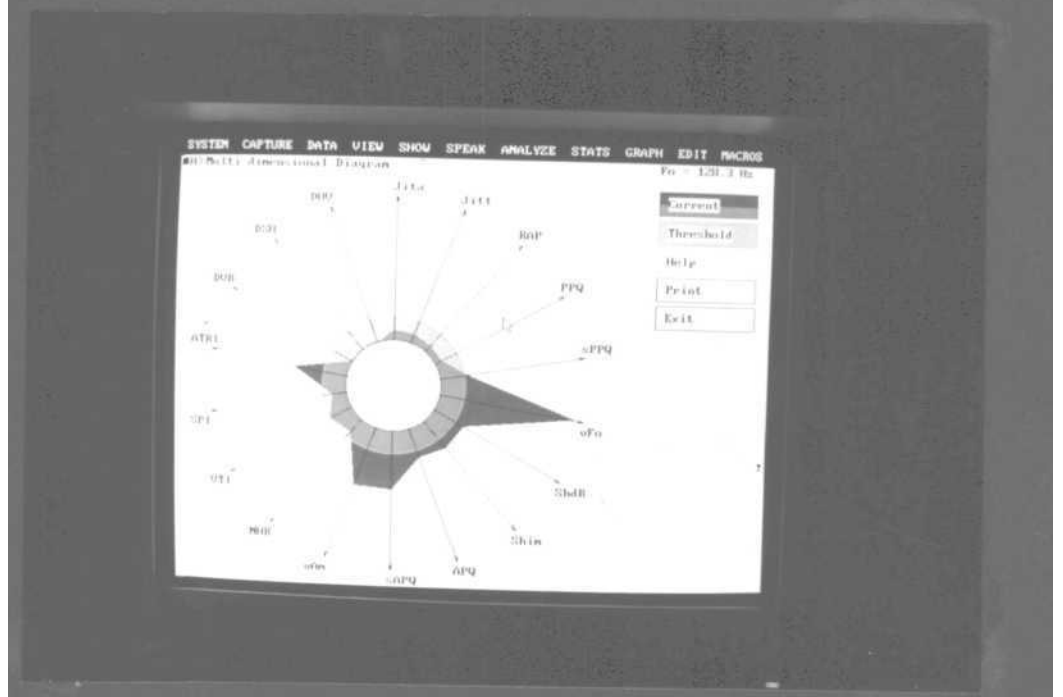 SYSTEM CAPTURE DATA VIEW SHOW SPEAK ANALYZE STATS GRAPH EDIT MACROS
Multi dimensional Diagram
Fo = 128.3 Hz
Current
Threshold
Help
Print
Exit
Jita
Jitt
RAP
PPQ
sPPQ
vFo
ShdB
Shim
APQ
sAPQ
vAm
NHR
VTI
SPI
ATRI
DVB
DSH
DUV